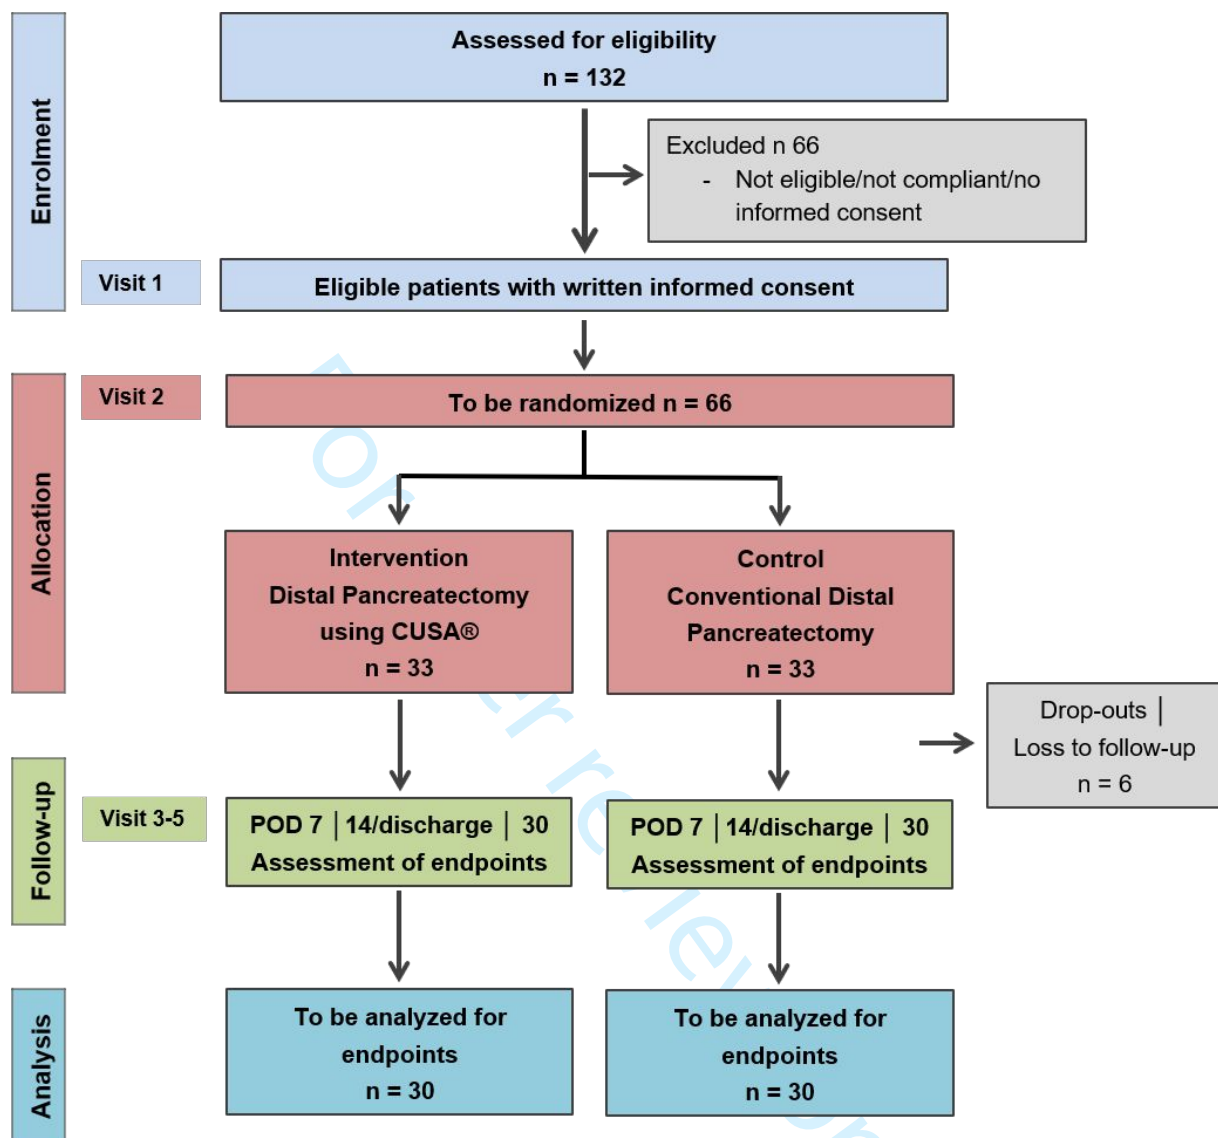 Enrolment
Assessed for eligibility
n = 132
Excluded n 66
- Not eligible/not compliant/no
informed consent
Visit 1
Eligible patients with written informed consent
Allocation
Visit 2
To be randomized n = 66
Intervention
Distal Pancreatectomy
using CUSA®
n = 33
Control
Conventional Distal
Pancreatectomy
n = 33
Drop-outs │
Loss to follow-up
n = 6
Follow-up
Visit 3-5
POD 7 │14/discharge │ 30
Assessment of endpoints
POD 7 │14/discharge │ 30
Assessment of endpoints
Analysis
To be analyzed for
endpoints
n = 30
To be analyzed for
endpoints
n = 30